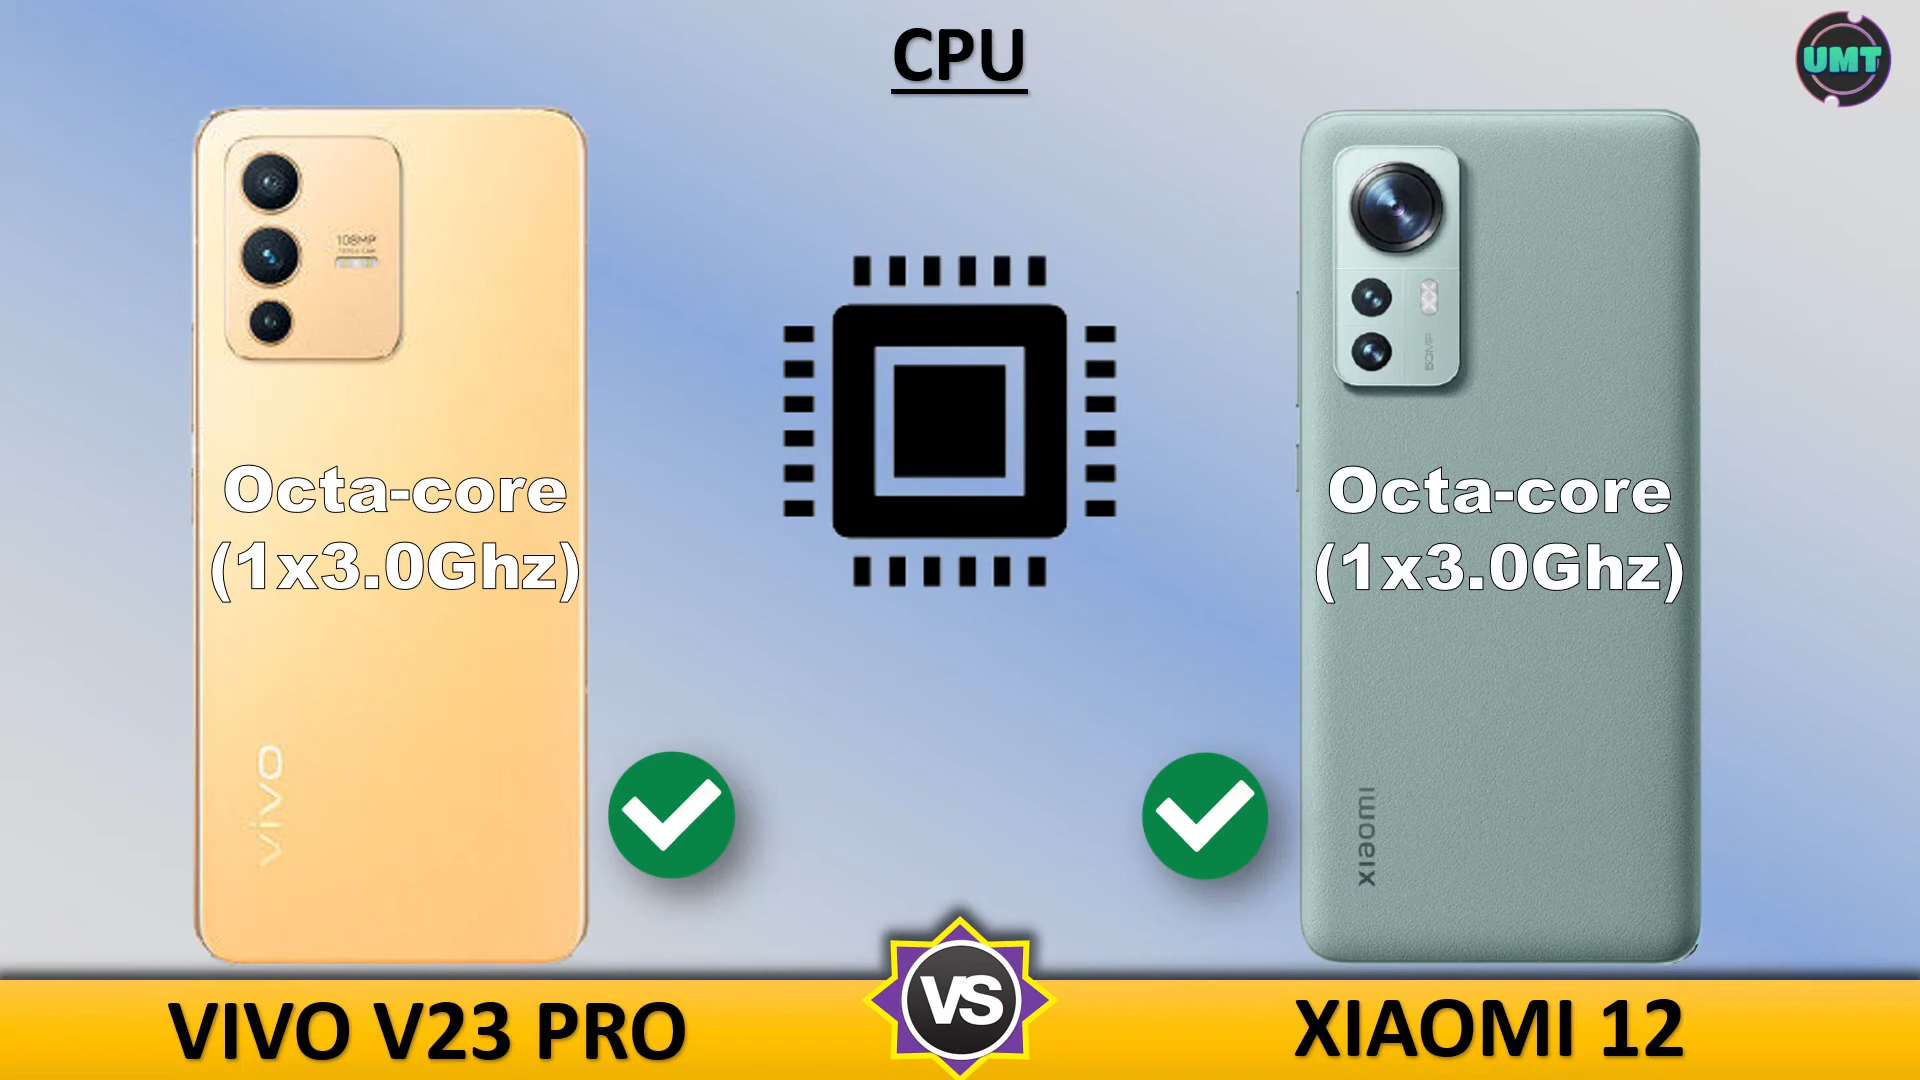 CPU
UMT
108MP
Octa-core
(1x3.0Ghz)
vivo
50MP
Octa-core
(1x3.0Ghz)
xiaomi
VIVO V23 PRO
VS
XIAOMI 12